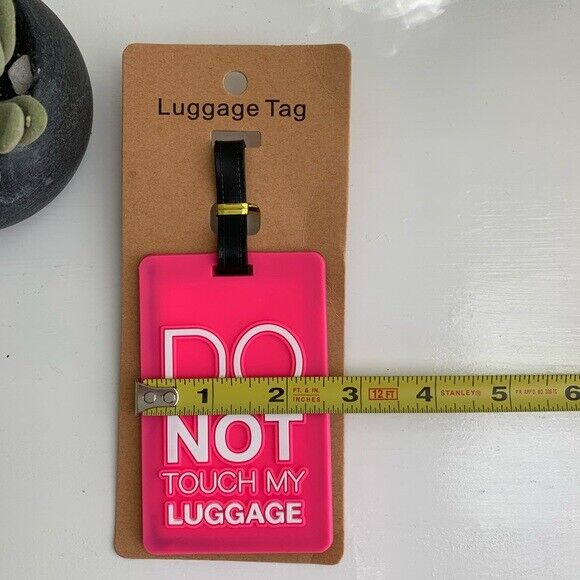 Luggage Tag
DO
1 2 3 4 5 6
FT. & IN.
INCHES
12 FT
STANLEY®
NOT
TOUCH MY
LUGGAGE